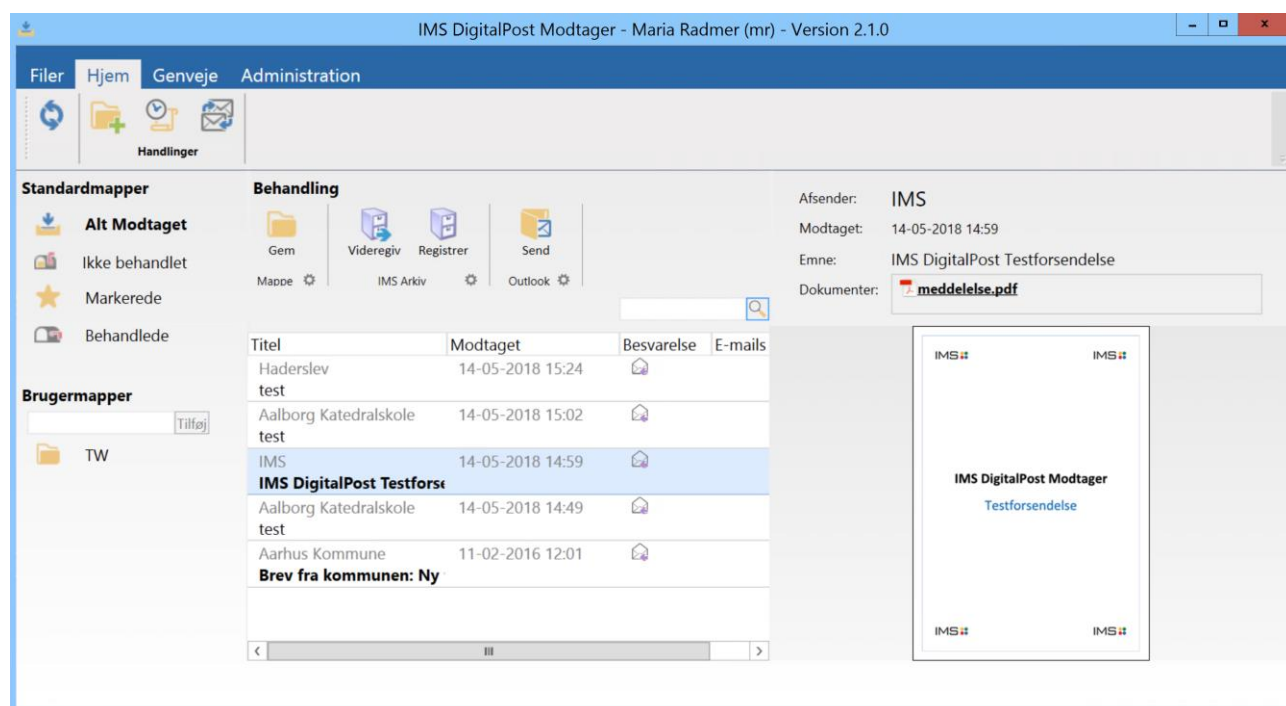 IMS DigitalPost Modtager - Maria Radmer (mr) - Version 2.1.0
Filer Hjem Genveje Administration
Handlinger
Standardmapper
Alt Modtaget
Ikke behandlet
Markerede
Behandlede
Brugermapper
Tilføj
TW
Behandling
Gem Videregiv Registrer Send
Mappe IMS Arkiv Outlook
Titel Modtaget Besvarelse E-mails
Haderslev 14-05-2018 15:24
test
Aalborg Katedralskole 14-05-2018 15:02
test
IMS 14-05-2018 14:59
IMS DigitalPost Testforse
Aalborg Katedralskole 14-05-2018 14:49
test
Aarhus Kommune 11-02-2016 12:01
Brev fra kommunen: Ny
Afsender: IMS
Modtaget: 14-05-2018 14:59
Emne: IMS DigitalPost Testforsendelse
Dokumenter: meddelelse.pdf
IMS IMS
IMS DigitalPost Modtager
Testforsendelse
IMS IMS